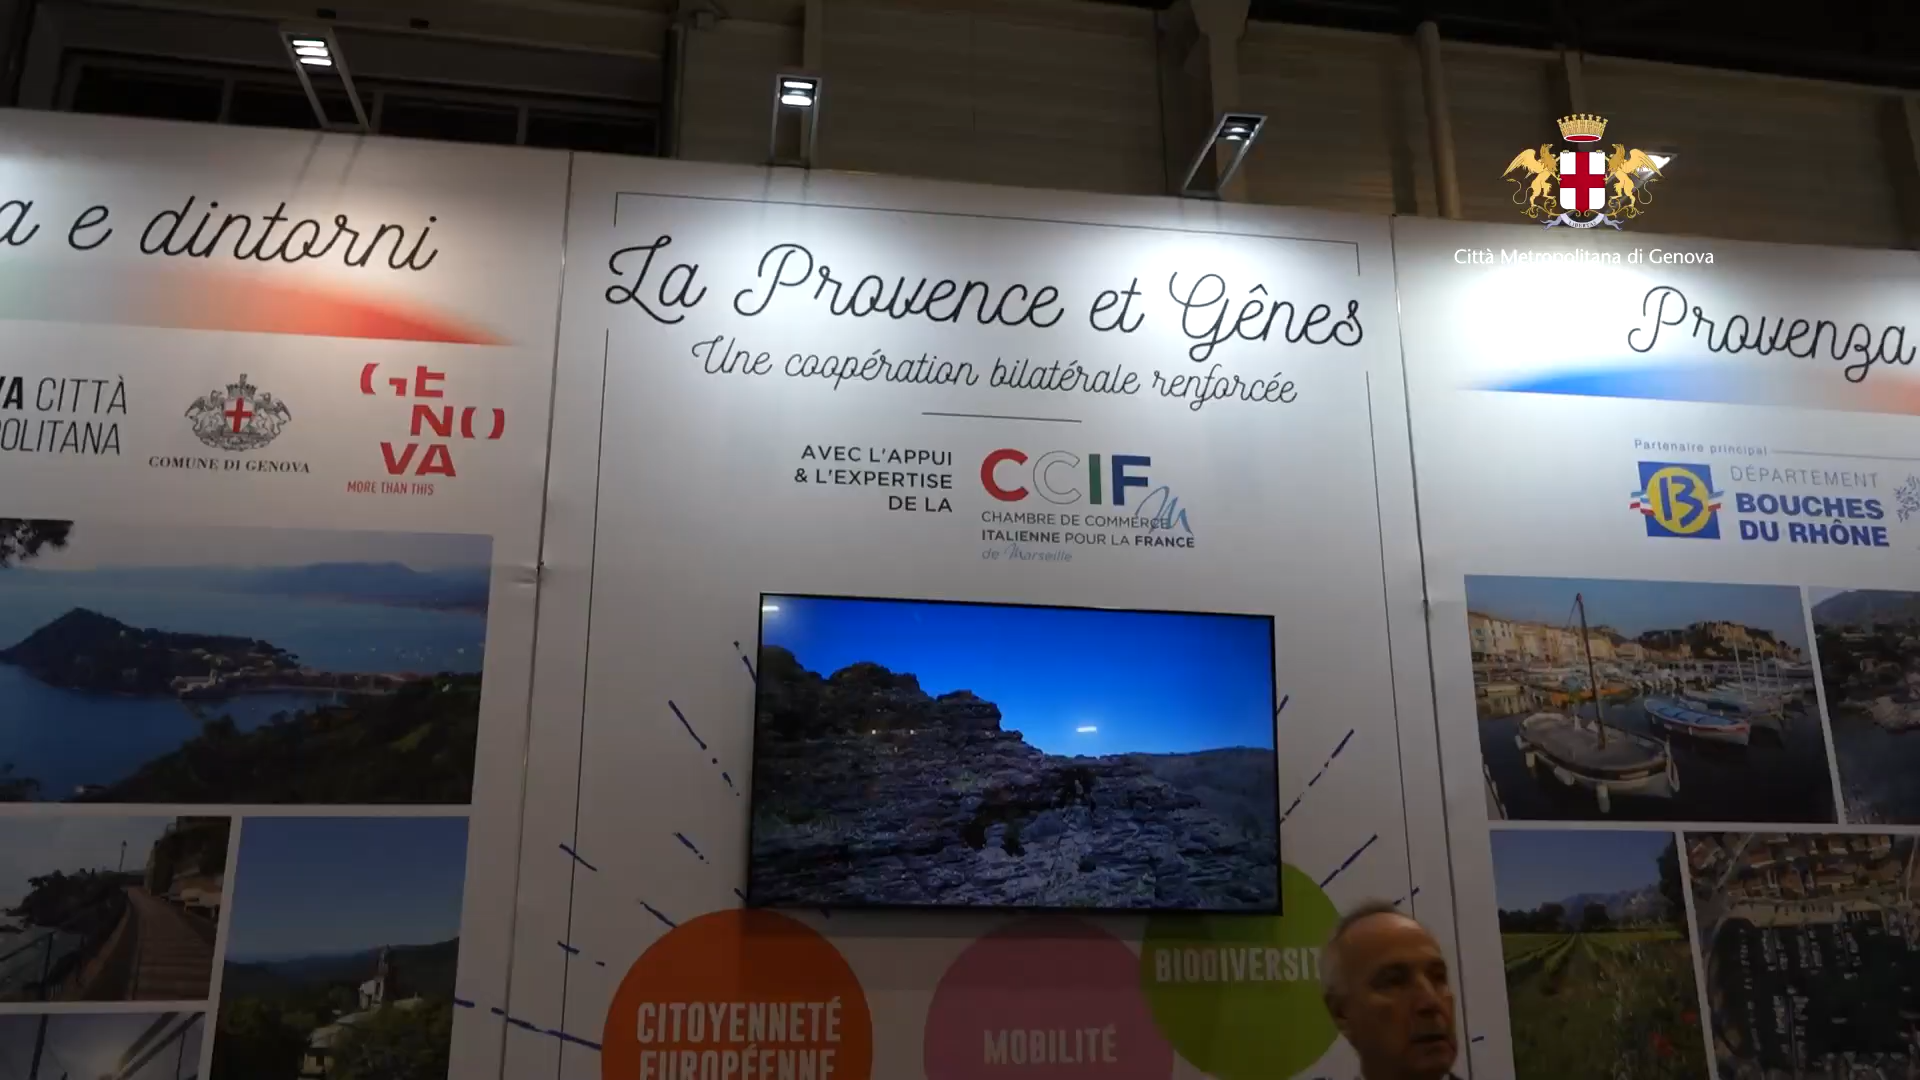 a e dintorni
VA CITTÀ
POLITANA
COMUNE DI GENOVA
GE
NO
VA
MORE THAN THIS
La Provence et Gênes
Une coopération bilatérale renforcée
AVEC L'APPUI
& L'EXPERTISE
DE LA
CCIF
M
CHAMBRE DE COMMERCE
ITALIENNE POUR LA FRANCE
de Marseille
CITOYENNETÉ
EUROPÉENNE
MOBILITÉ
BIODIVERSIT
Città Metropolitana di Genova
Provenza
Partenaire principal
DÉPARTEMENT
BOUCHES
DU RHÔNE